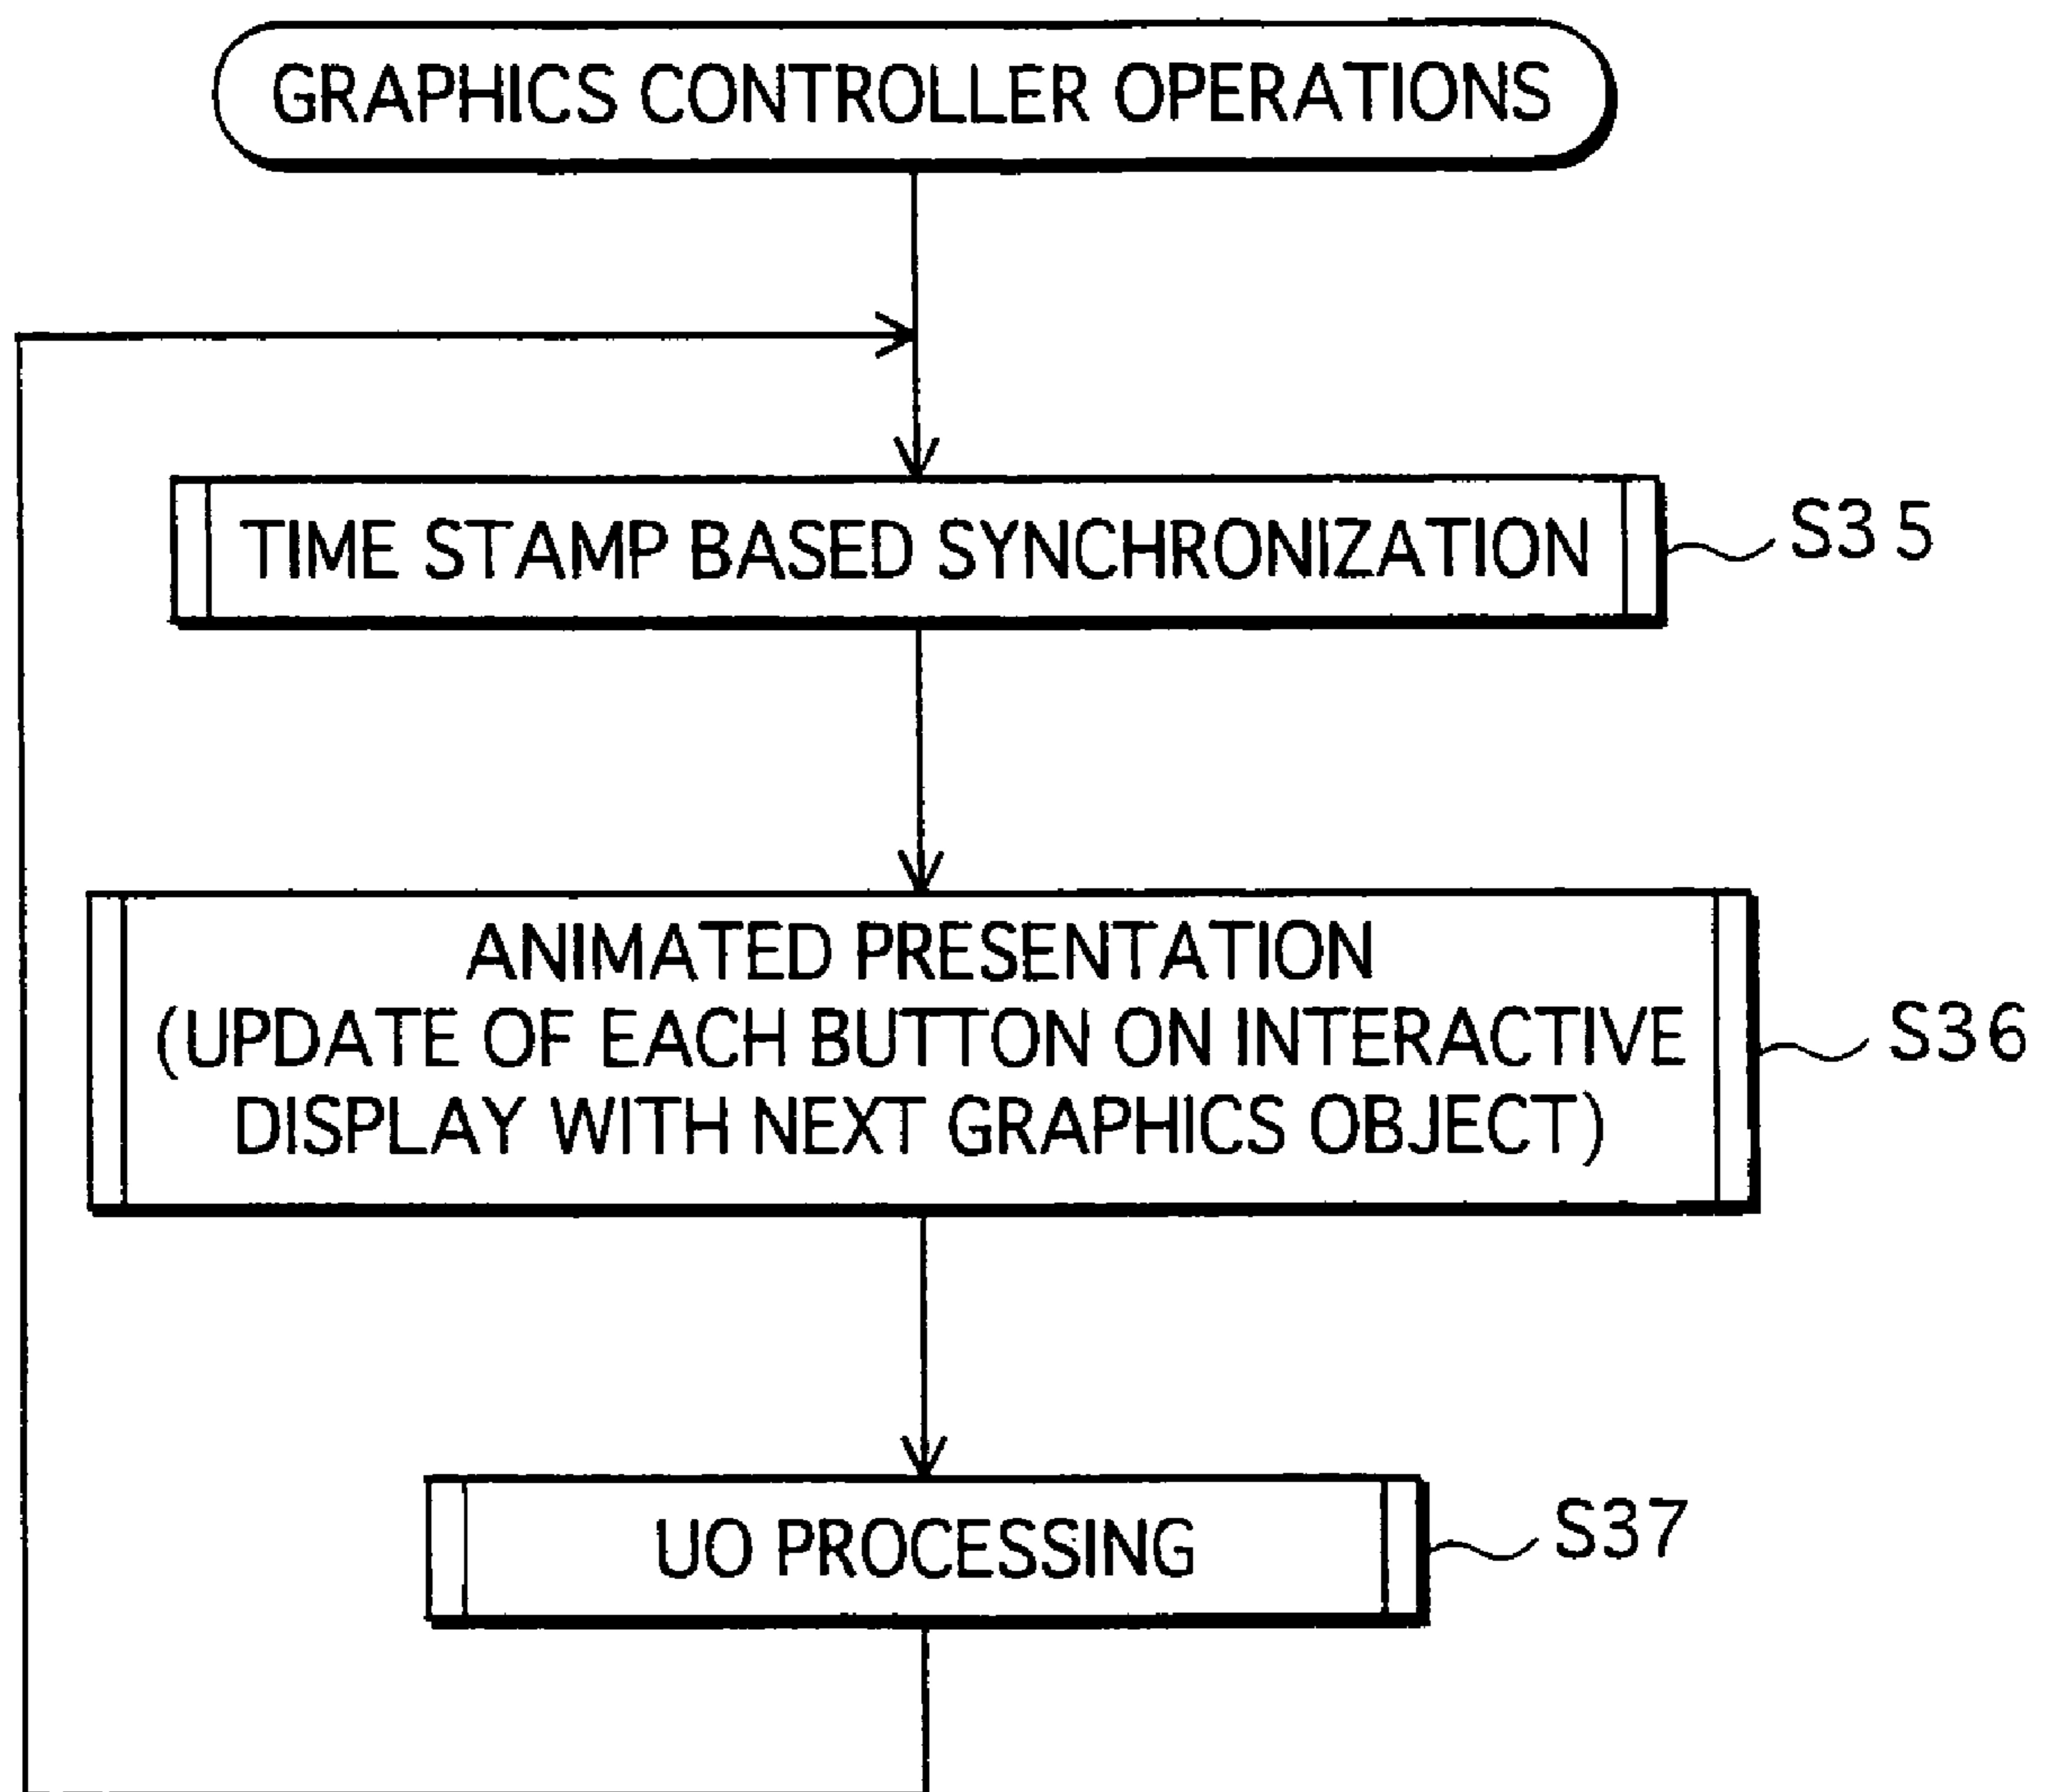 GRAPHICS CONTROLLER OPERATIONS
TIME STAMP BASED SYNCHRONIZATION
S35
ANIMATED PRESENTATION
(UPDATE OF EACH BUTTON ON INTERACTIVE
DISPLAY WITH NEXT GRAPHICS OBJECT)
S36
UO PROCESSING
S37